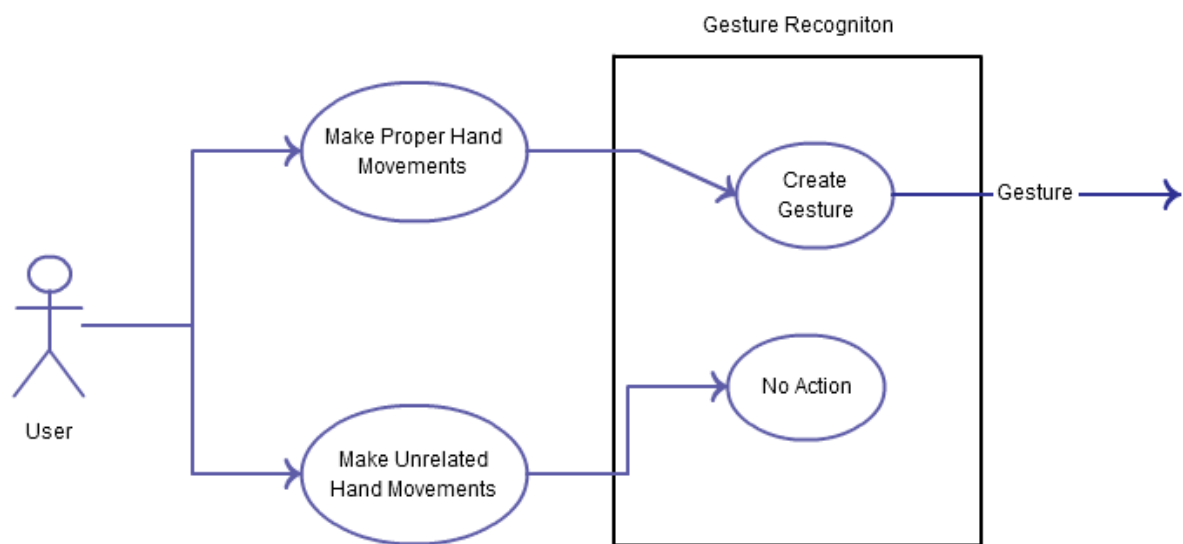 Gesture Recogniton
Make Proper Hand
Movements
Create
Gesture
Gesture
No Action
User
Make Unrelated
Hand Movements